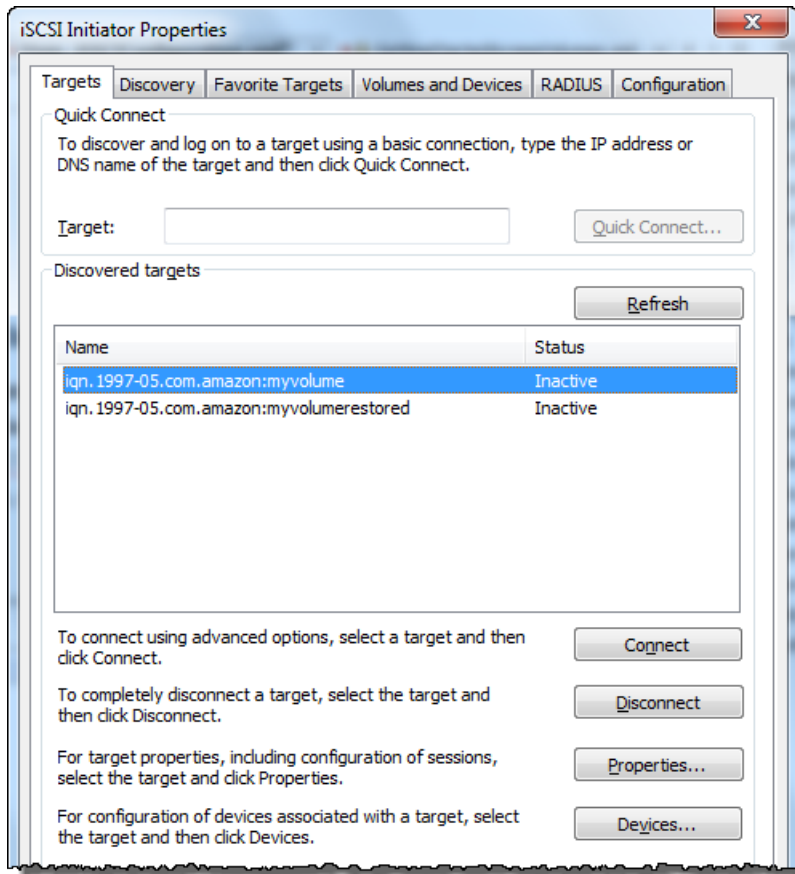 iSCSI Initiator Properties
Targets Discovery Favorite Targets Volumes and Devices RADIUS Configuration
Quick Connect
To discover and log on to a target using a basic connection, type the IP address or
DNS name of the target and then click Quick Connect.
Target: Quick Connect...
Discovered targets
Refresh
Name Status
iqn.1997-05.com.amazon:myvolume Inactive
iqn.1997-05.com.amazon:myvolumerestored Inactive
To connect using advanced options, select a target and then
click Connect.
Connect
To completely disconnect a target, select the target and
then click Disconnect.
Disconnect
For target properties, including configuration of sessions,
select the target and click Properties.
Properties...
For configuration of devices associated with a target, select
the target and then click Devices.
Devices...